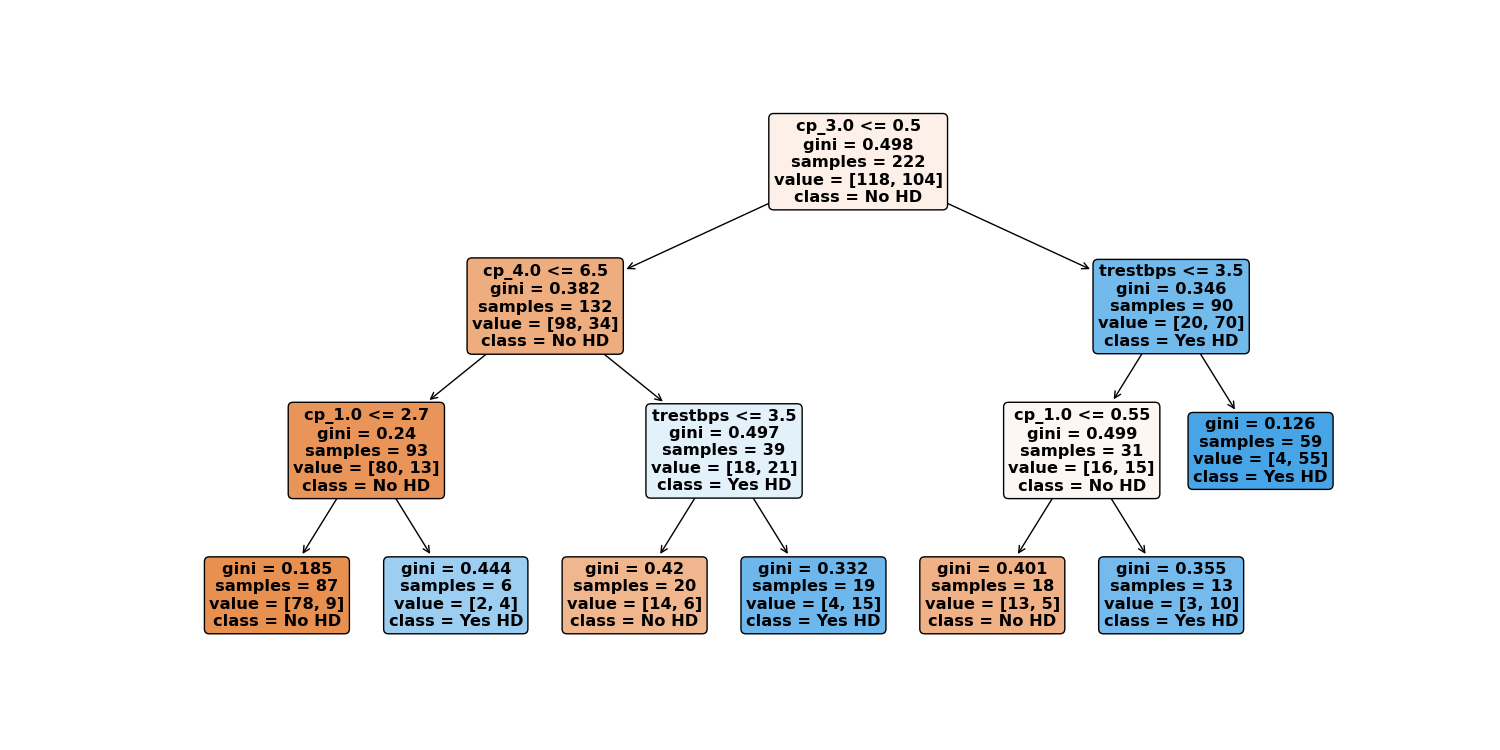 cp_3.0 <= 0.5
gini = 0.498
samples = 222
value = [118, 104]
class = No HD
cp_4.0 <= 6.5
gini = 0.382
samples = 132
value = [98, 34]
class = No HD
trestbps <= 3.5
gini = 0.346
samples = 90
value = [20, 70]
class = Yes HD
cp_1.0 <= 2.7
gini = 0.24
samples = 93
value = [80, 13]
class = No HD
trestbps <= 3.5
gini = 0.497
samples = 39
value = [18, 21]
class = Yes HD
cp_1.0 <= 0.55
gini = 0.499
samples = 31
value = [16, 15]
class = No HD
gini = 0.126
samples = 59
value = [4, 55]
class = Yes HD
gini = 0.185
samples = 87
value = [78, 9]
class = No HD
gini = 0.444
samples = 6
value = [2, 4]
class = Yes HD
gini = 0.42
samples = 20
value = [14, 6]
class = No HD
gini = 0.332
samples = 19
value = [4, 15]
class = Yes HD
gini = 0.401
samples = 18
value = [13, 5]
class = No HD
gini = 0.355
samples = 13
value = [3, 10]
class = Yes HD